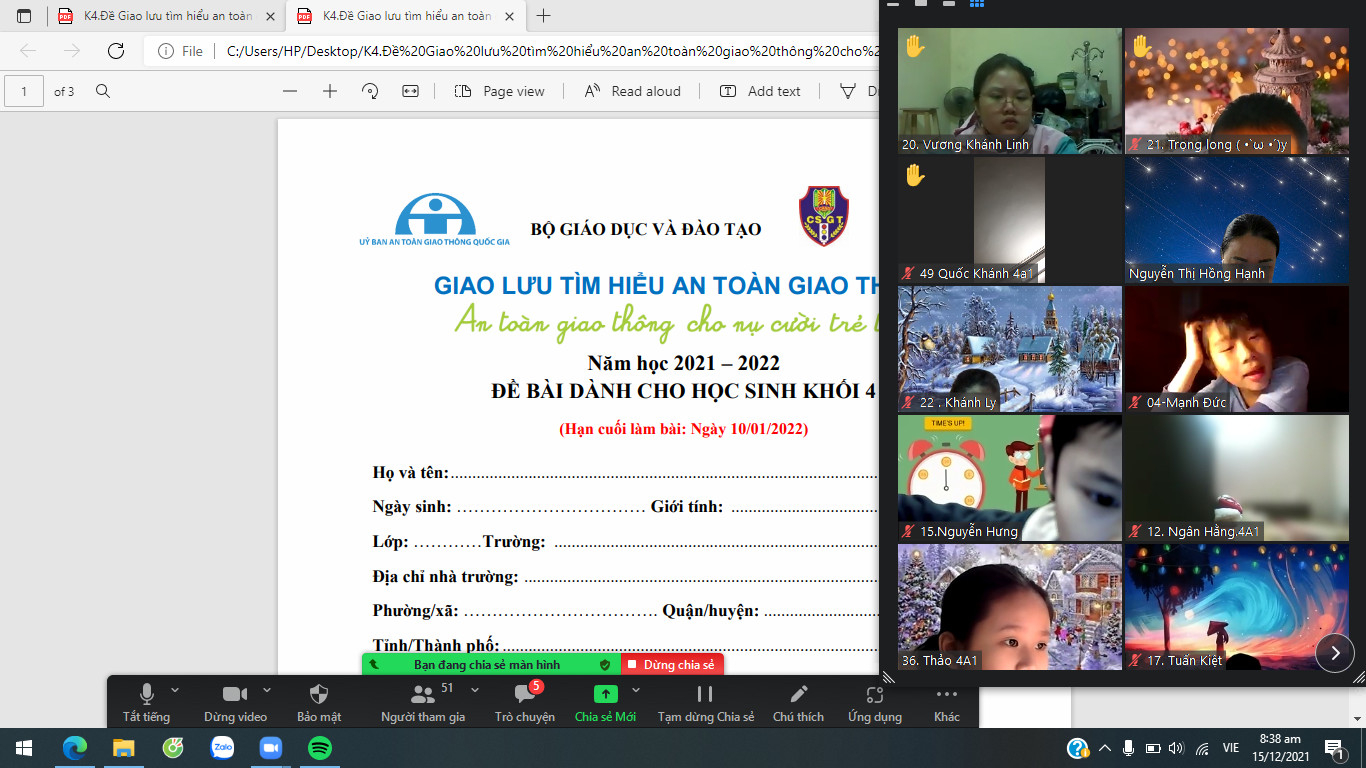 K4.Đề Giao lưu tìm hiểu an toàn
K4.Đề Giao lưu tìm hiểu an toàn
File
C:/Users/HP/Desktop/K4.Đề%20Giao%20lưu%20tìm%20hiểu%20an%20toàn%20giao%20thông%20cho%2
1 of 3
Page view
Read aloud
Add text
ỦY BAN AN TOÀN GIAO THÔNG QUỐC GIA
BỘ GIÁO DỤC VÀ ĐÀO TẠO
CSGT
GIAO LƯU TÌM HIỂU AN TOÀN GIAO TH
An toàn giao thông cho nụ cười trẻ
Năm học 2021 – 2022
ĐỀ BÀI DÀNH CHO HỌC SINH KHỐI 4
(Hạn cuối làm bài: Ngày 10/01/2022)
Họ và tên:
Ngày sinh: Giới tính:
Lớp: Trường:
Địa chỉ nhà trường:
Phường/xã: Quận/huyện:
Tỉnh/Thành phố:
Bạn đang chia sẻ màn hình
Dừng chia sẻ
Tắt tiếng
Dừng video
Bảo mật
51
Người tham gia
5
Trò chuyện
Chia sẻ Mới
Tạm dừng Chia sẻ
Chú thích
Ứng dụng
Khác
20. Vương Khánh Linh
21. Trong long ( •̀ω•́ )y
49 Quốc Khánh 4a1
Nguyễn Thị Hồng Hạnh
22 . Khánh Ly
04-Mạnh Đức
TIME'S UP!
15.Nguyễn Hưng
12. Ngân Hằng.4A1
36. Thảo 4A1
17. Tuấn Kiệt
Zalo
VIE
8:38 am
15/12/2021
1